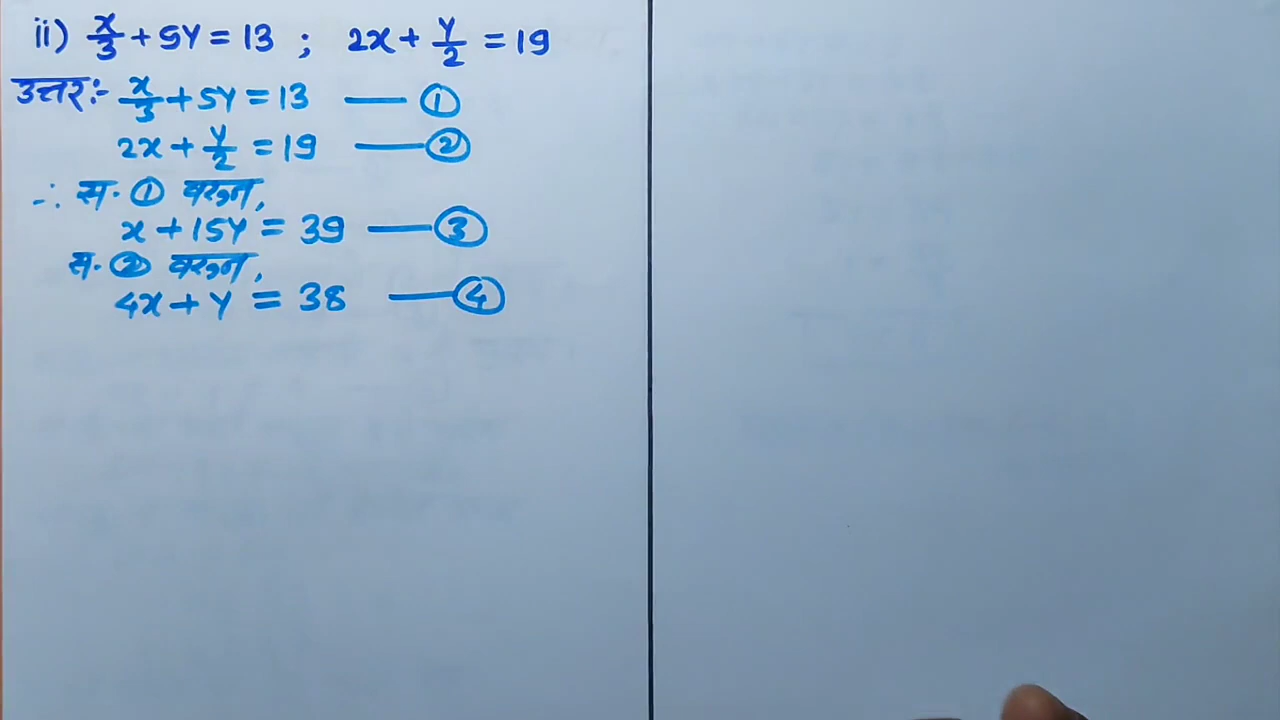 ii) x/3 + 5y = 13 ; 2x + y/2 = 19
उत्तर:- x/3 + 5y = 13 —— ①
2x + y/2 = 19 —— ②
∴ स. ① वरून,
x + 15y = 39 —— ③
स. ② वरून,
4x + y = 38 —— ④